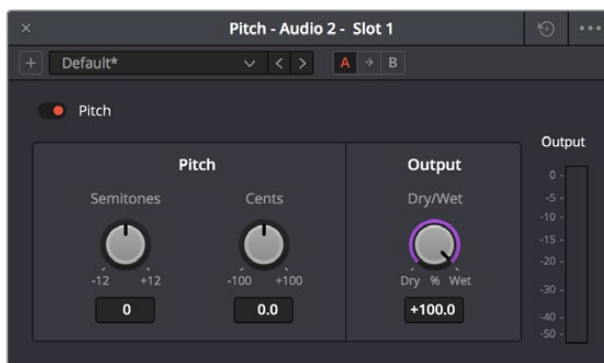 Pitch - Audio 2 - Slot 1
Default*
A B
Pitch
Output
Pitch
Output
Semitones
Cents
Dry/Wet
-12 +12
-100 +100
Dry % Wet
0
0.0
+100.0
0 -
-5 -
-10 -
-15 -
-20 -
-30 -
-40 -
-50 -